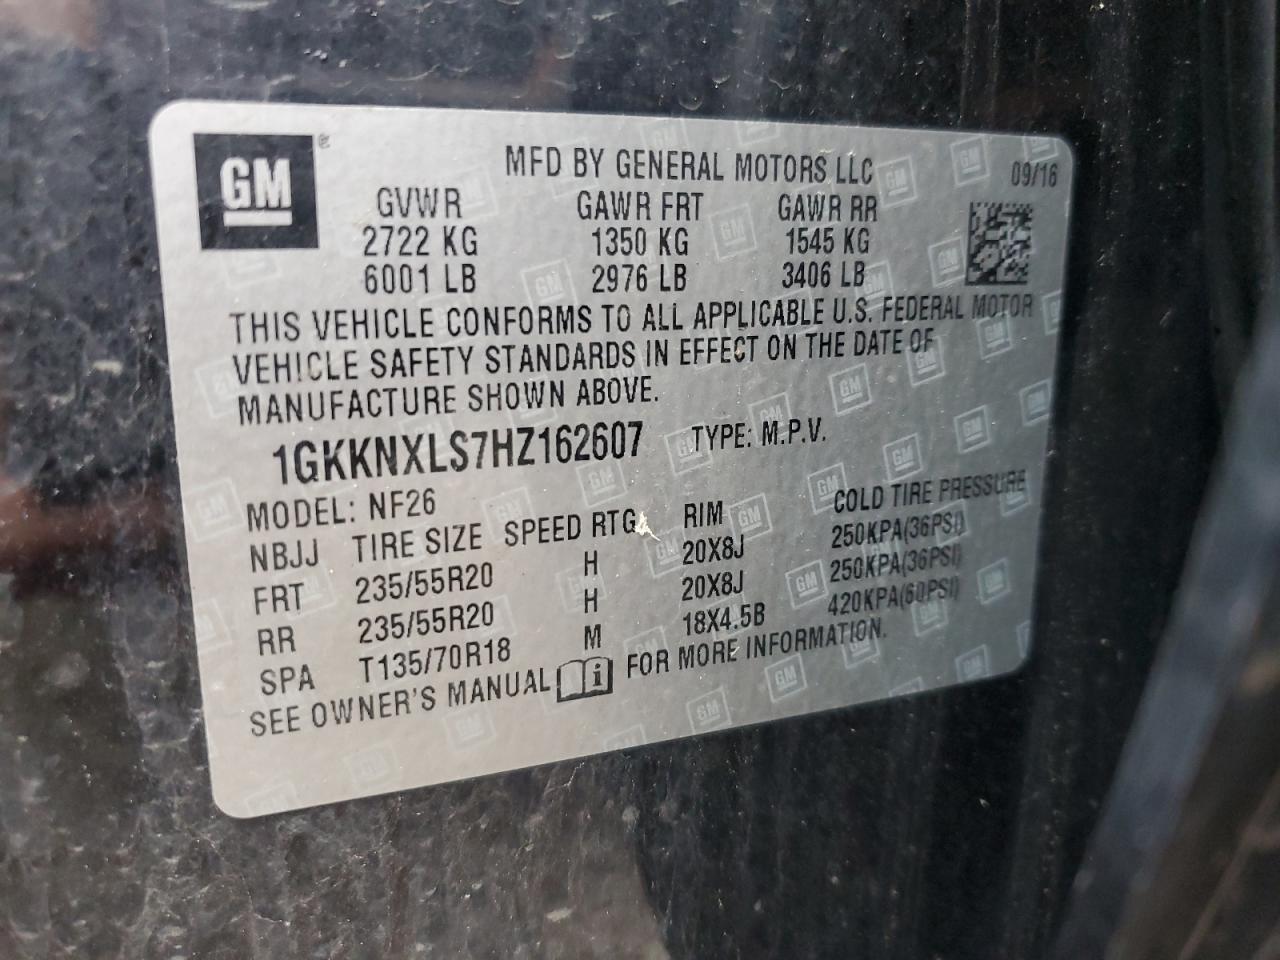 GM®
MFD BY GENERAL MOTORS LLC 09/16
GVWR GAWR FRT GAWR RR
2722 KG 1350 KG 1545 KG
6001 LB 2976 LB 3406 LB
THIS VEHICLE CONFORMS TO ALL APPLICABLE U.S. FEDERAL MOTOR
VEHICLE SAFETY STANDARDS IN EFFECT ON THE DATE OF
MANUFACTURE SHOWN ABOVE.
1GKKNXLS7HZ162607 TYPE: M.P.V.
MODEL: NF26
NBJJ TIRE SIZE SPEED RTG RIM COLD TIRE PRESSURE
FRT 235/55R20 H 20X8J 250KPA(36PSI)
RR 235/55R20 H 20X8J 250KPA(36PSI)
SPA T135/70R18 M 18X4.5B 420KPA(60PSI)
SEE OWNER'S MANUAL i FOR MORE INFORMATION.